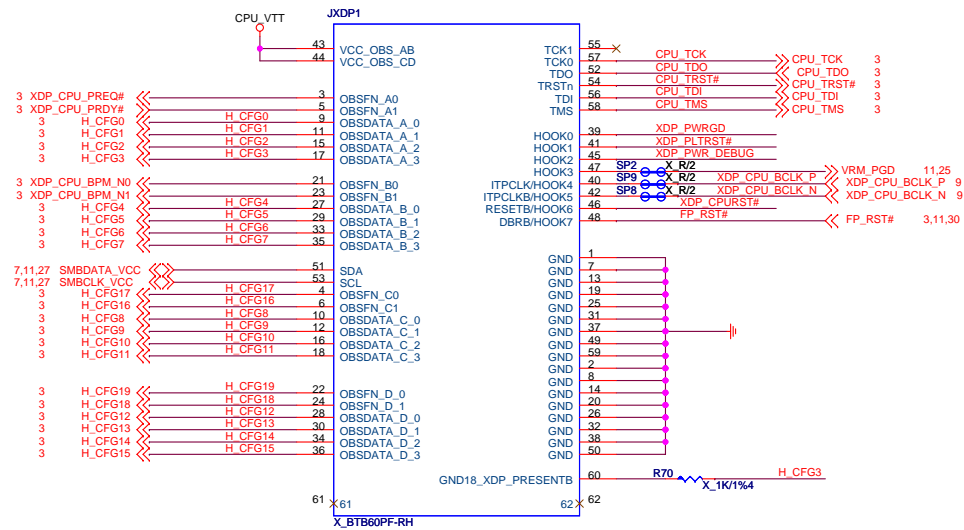 CPU_VTT
JXDP1
43 VCC_OBS_AB
44 VCC_OBS_CD
3 XDP_CPU_PREQ# 3 OBSFN_A0
3 XDP_CPU_PRDY# 5 OBSFN_A1
3 H_CFG0 H_CFG0 9 OBSDATA_A_0
3 H_CFG1 H_CFG1 11 OBSDATA_A_1
3 H_CFG2 H_CFG2 15 OBSDATA_A_2
3 H_CFG3 H_CFG3 17 OBSDATA_A_3
3 XDP_CPU_BPM_N0 21 OBSFN_B0
3 XDP_CPU_BPM_N1 23 OBSFN_B1
3 H_CFG4 H_CFG4 27 OBSDATA_B_0
3 H_CFG5 H_CFG5 29 OBSDATA_B_1
3 H_CFG6 H_CFG6 33 OBSDATA_B_2
3 H_CFG7 H_CFG7 35 OBSDATA_B_3
7,11,27 SMBDATA_VCC 51 SDA
7,11,27 SMBCLK_VCC 53 SCL
3 H_CFG17 H_CFG17 4 OBSFN_C0
3 H_CFG16 H_CFG16 6 OBSFN_C1
3 H_CFG8 H_CFG8 10 OBSDATA_C_0
3 H_CFG9 H_CFG9 12 OBSDATA_C_1
3 H_CFG10 H_CFG10 16 OBSDATA_C_2
3 H_CFG11 H_CFG11 18 OBSDATA_C_3
3 H_CFG19 H_CFG19 22 OBSFN_D_0
3 H_CFG18 H_CFG18 24 OBSFN_D_1
3 H_CFG12 H_CFG12 28 OBSDATA_D_0
3 H_CFG13 H_CFG13 30 OBSDATA_D_1
3 H_CFG14 H_CFG14 34 OBSDATA_D_2
3 H_CFG15 H_CFG15 36 OBSDATA_D_3
61 61
TCK1 55
TCK0 57 CPU_TCK CPU_TCK 3
TDO 52 CPU_TDO CPU_TDO 3
TRSTn 54 CPU_TRST# CPU_TRST# 3
TDI 56 CPU_TDI CPU_TDI 3
TMS 58 CPU_TMS CPU_TMS 3
HOOK0 39 XDP_PWRGD
HOOK1 41 XDP_PLTRST#
HOOK2 45 XDP_PWR_DEBUG
HOOK3 47 SP2 X_R/2 VRM_PGD 11,25
ITPCLK/HOOK4 40 SP9 X_R/2 XDP_CPU_BCLK_P XDP_CPU_BCLK_P 9
ITPCLKB/HOOK5 42 SP8 X_R/2 XDP_CPU_BCLK_N XDP_CPU_BCLK_N 9
RESETB/HOOK6 46 XDP_CPURST#
DBRB/HOOK7 48 FP_RST# FP_RST# 3,11,30
GND 1
GND 7
GND 13
GND 19
GND 25
GND 31
GND 37
GND 49
GND 59
GND 2
GND 8
GND 14
GND 20
GND 26
GND 32
GND 38
GND 50
GND18_XDP_PRESENTB 60 R70 X_1K/1%4 H_CFG3
62 62
X_BTB60PF-RH